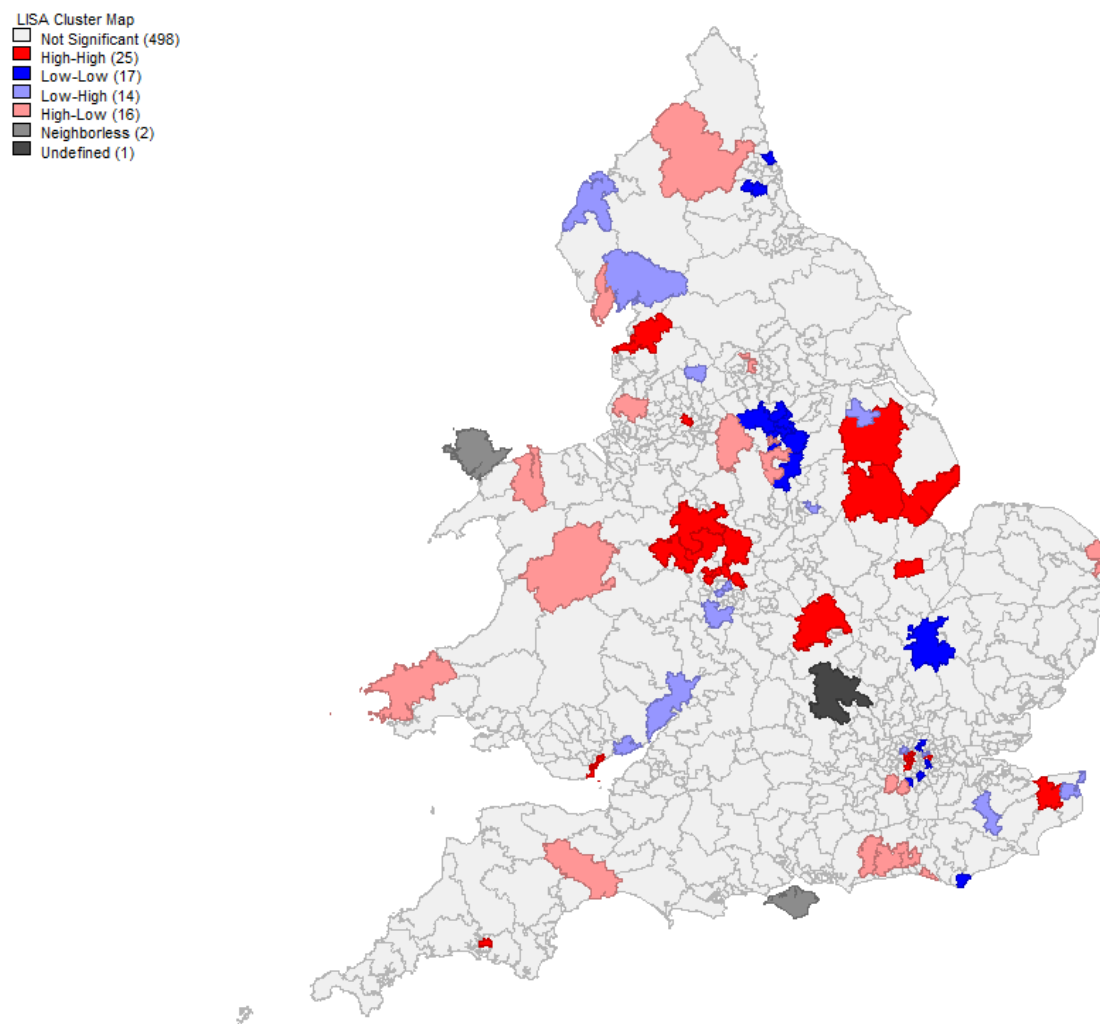 LISA Cluster Map
Not Significant (498)
High-High (25)
Low-Low (17)
Low-High (14)
High-Low (16)
Neighborless (2)
Undefined (1)